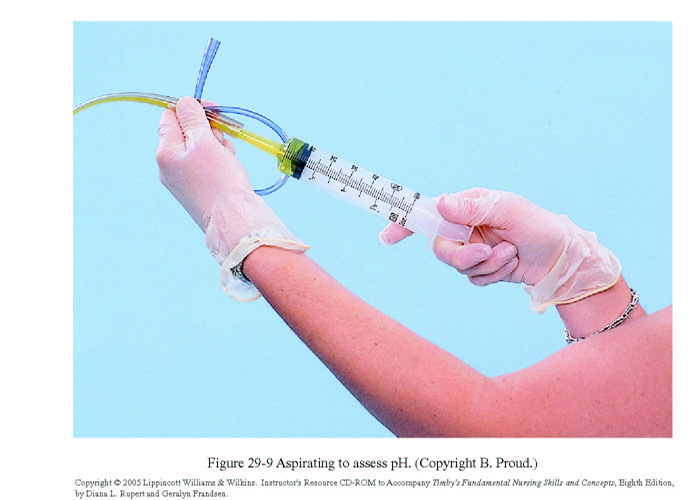 Figure 29-9 Aspirating to assess pH. (Copyright B. Proud.)
Copyright © 2005 Lippincott Williams & Wilkins. Instructor's Resource CD-ROM to Accompany Timby's Fundamental Nursing Skills and Concepts, Eighth Edition,
by Diana L. Rupert and Geralyn Frandsen.